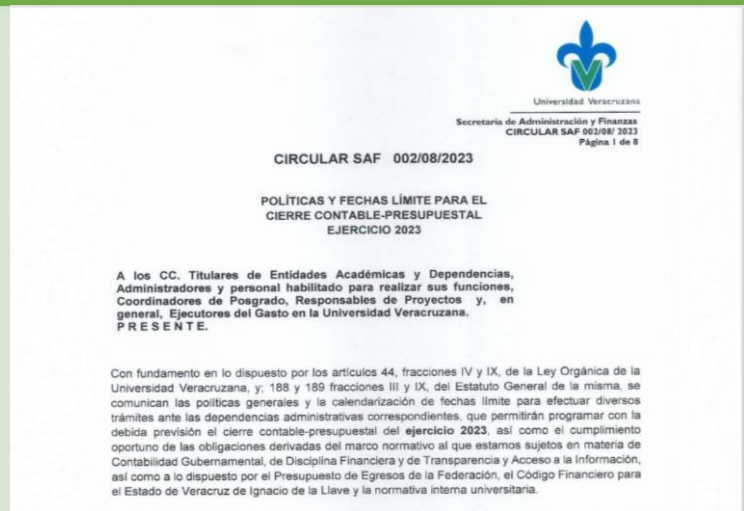 Universidad Veracruzana
Secretaría de Administración y Finanzas
CIRCULAR SAF 002/08/ 2023
Página 1 de 8
CIRCULAR SAF 002/08/2023
POLÍTICAS Y FECHAS LÍMITE PARA EL
CIERRE CONTABLE-PRESUPUESTAL
EJERCICIO 2023
A los CC. Titulares de Entidades Académicas y Dependencias,
Administradores y personal habilitado para realizar sus funciones,
Coordinadores de Posgrado, Responsables de Proyectos y, en
general, Ejecutores del Gasto en la Universidad Veracruzana.
P R E S E N T E.
Con fundamento en lo dispuesto por los artículos 44, fracciones IV y IX, de la Ley Orgánica de la
Universidad Veracruzana, y; 188 y 189 fracciones III y IX, del Estatuto General de la misma, se
comunican las políticas generales y la calendarización de fechas límite para efectuar diversos
trámites ante las dependencias administrativas correspondientes, que permitirán programar con la
debida previsión el cierre contable-presupuestal del ejercicio 2023, así como el cumplimiento
oportuno de las obligaciones derivadas del marco normativo al que estamos sujetos en materia de
Contabilidad Gubernamental, de Disciplina Financiera y de Transparencia y Acceso a la Información,
así como a lo dispuesto por el Presupuesto de Egresos de la Federación, el Código Financiero para
el Estado de Veracruz de Ignacio de la Llave y la normativa interna universitaria.